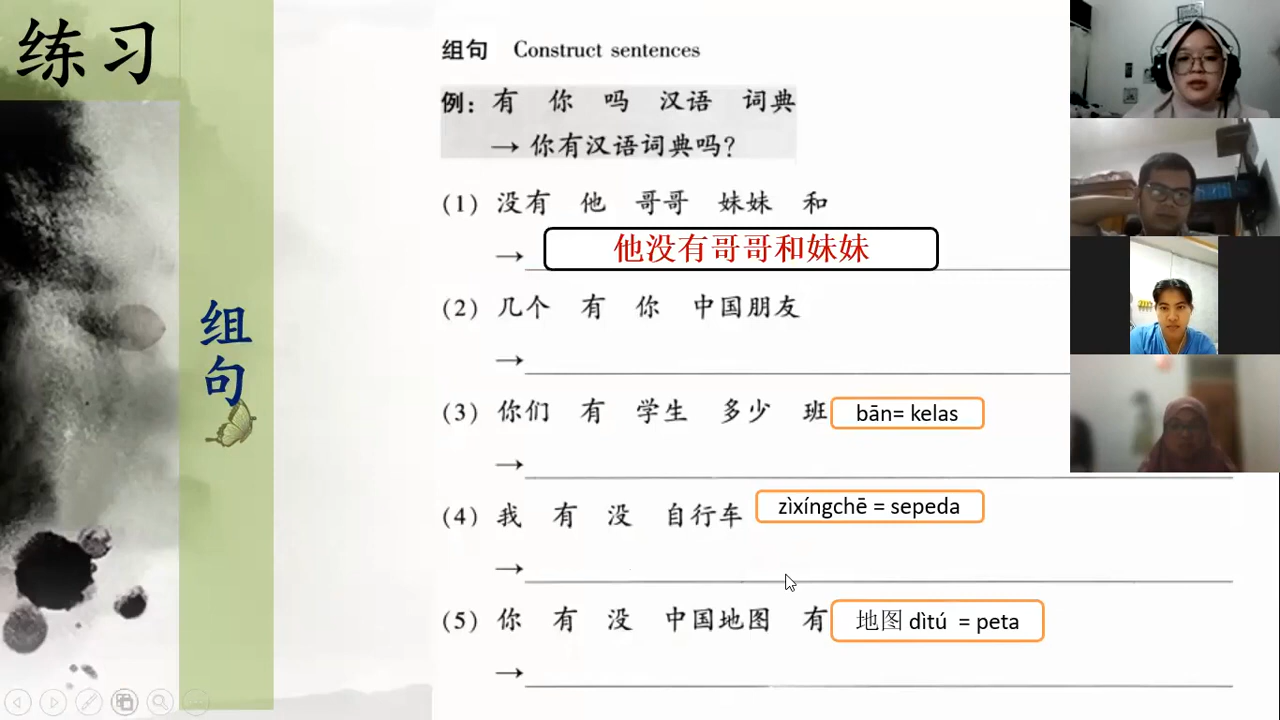 练习
组句
组句 Construct sentences
例：有 你 吗 汉语 词典
→ 你有汉语词典吗？
(1) 没有 他 哥哥 妹妹 和
→ 他没有哥哥和妹妹
(2) 几个 有 你 中国朋友
→
(3) 你们 有 学生 多少 班 bān= kelas
→
(4) 我 有 没 自行车 zìxíngchē = sepeda
→
(5) 你 有 没 中国地图 有 地图 dìtú = peta
→